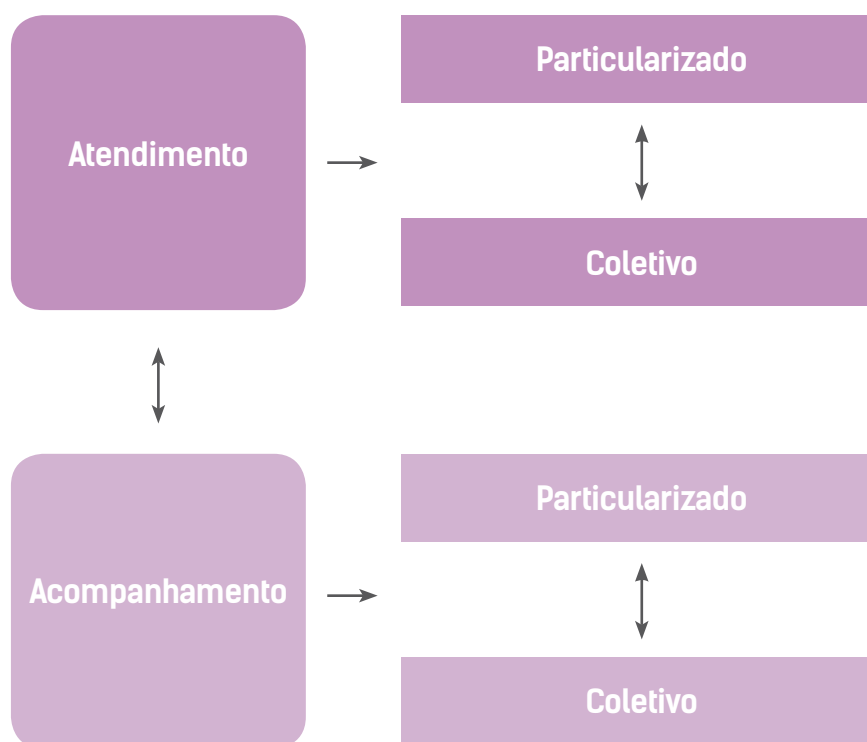 Atendimento
Particularizado
Coletivo
Acompanhamento
Particularizado
Coletivo